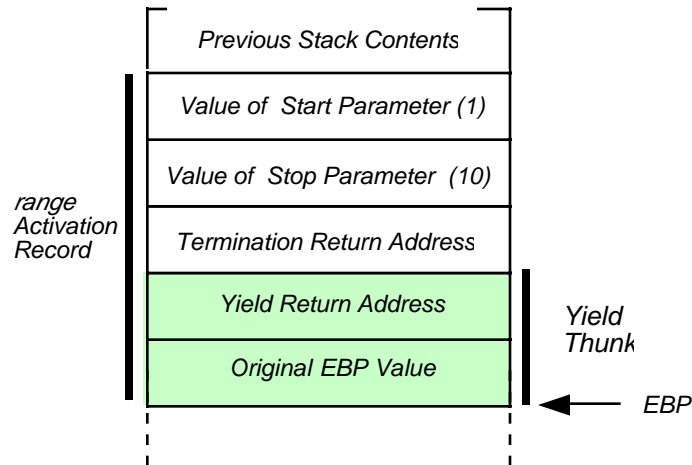 Previous Stack Contents
Value of Start Parameter (1)
Value of Stop Parameter (10)
range
Activation
Record
Termination Return Address
Yield Return Address
Yield
Thunk
Original EBP Value
EBP